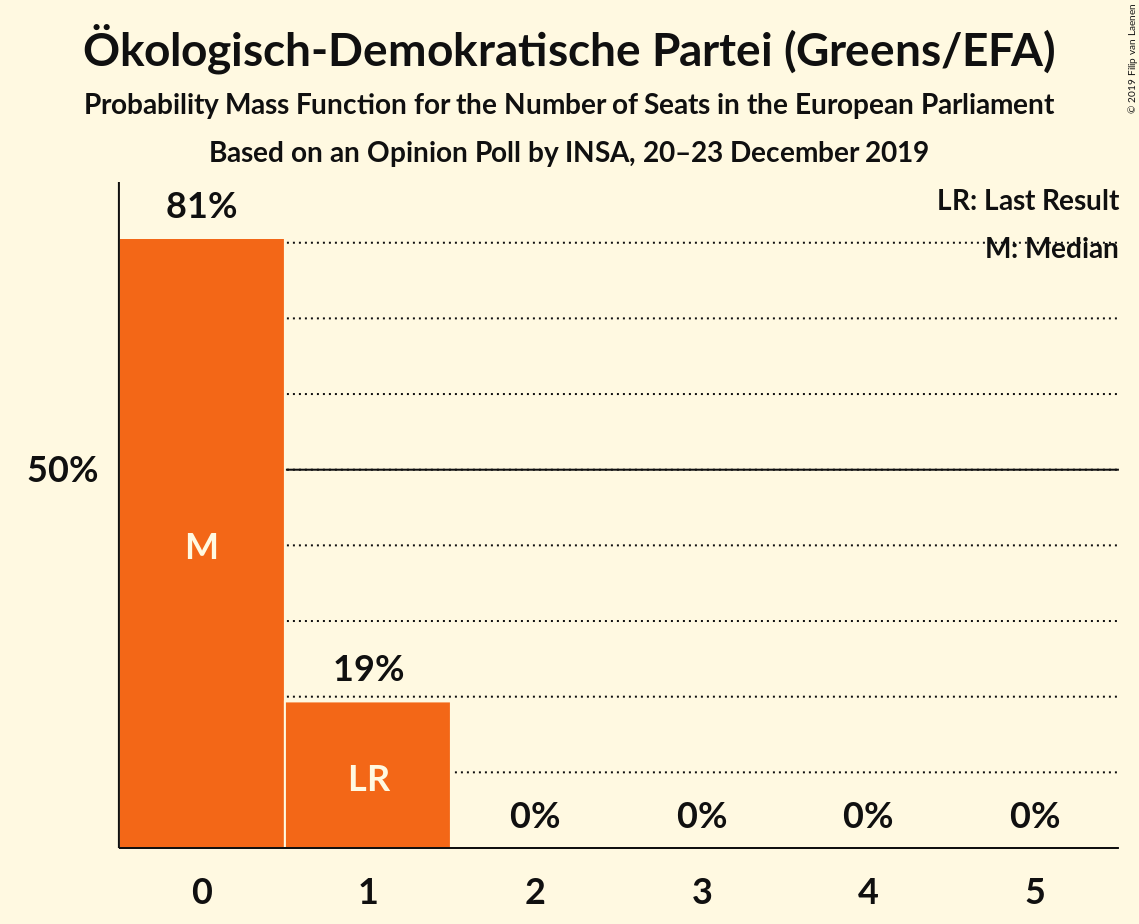 Ökologisch-Demokratische Partei (Greens/EFA)
Probability Mass Function for the Number of Seats in the European Parliament
Based on an Opinion Poll by INSA, 20–23 December 2019
© 2019 Filip van Laenen
LR: Last Result
M: Median
81%
50%
M
19%
LR
0%
0%
0%
0%
0
1
2
3
4
5